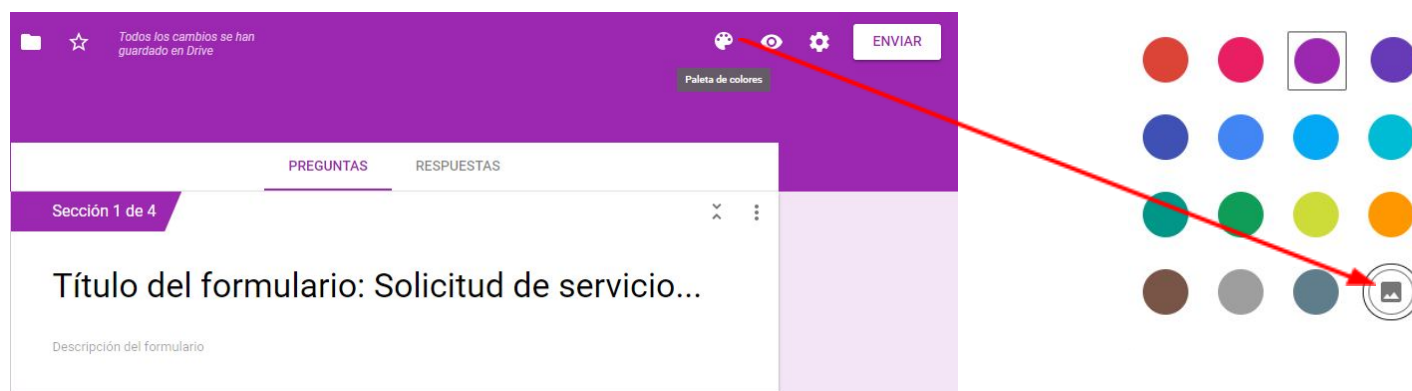 Todos los cambios se han
guardado en Drive
ENVIAR
Paleta de colores
PREGUNTAS RESPUESTAS
Sección 1 de 4
Título del formulario: Solicitud de servicio...
Descripción del formulario